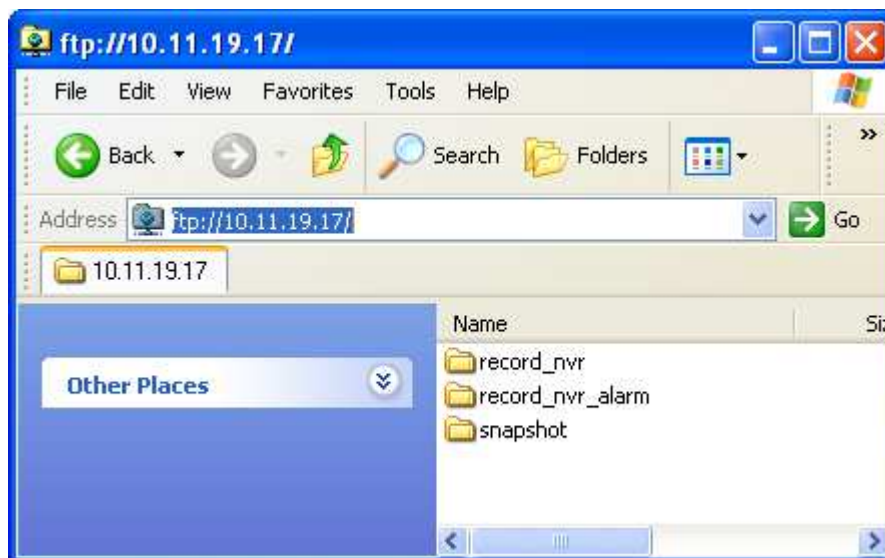 ftp://10.11.19.17/
File Edit View Favorites Tools Help
Back Search Folders »
Address ftp://10.11.19.17/ Go
10.11.19.17
Name Siz
Other Places
record_nvr
record_nvr_alarm
snapshot